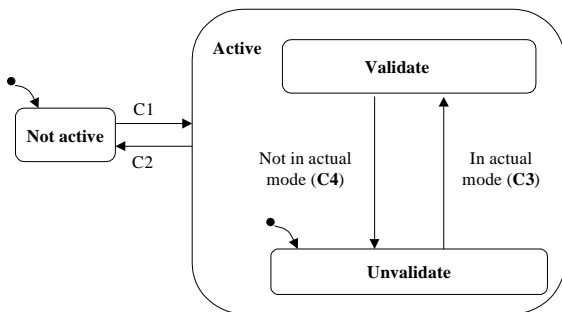 Active
Validate
C1
Not active
C2
Not in actual
mode (C4)
In actual
mode (C3)
Unvalidate